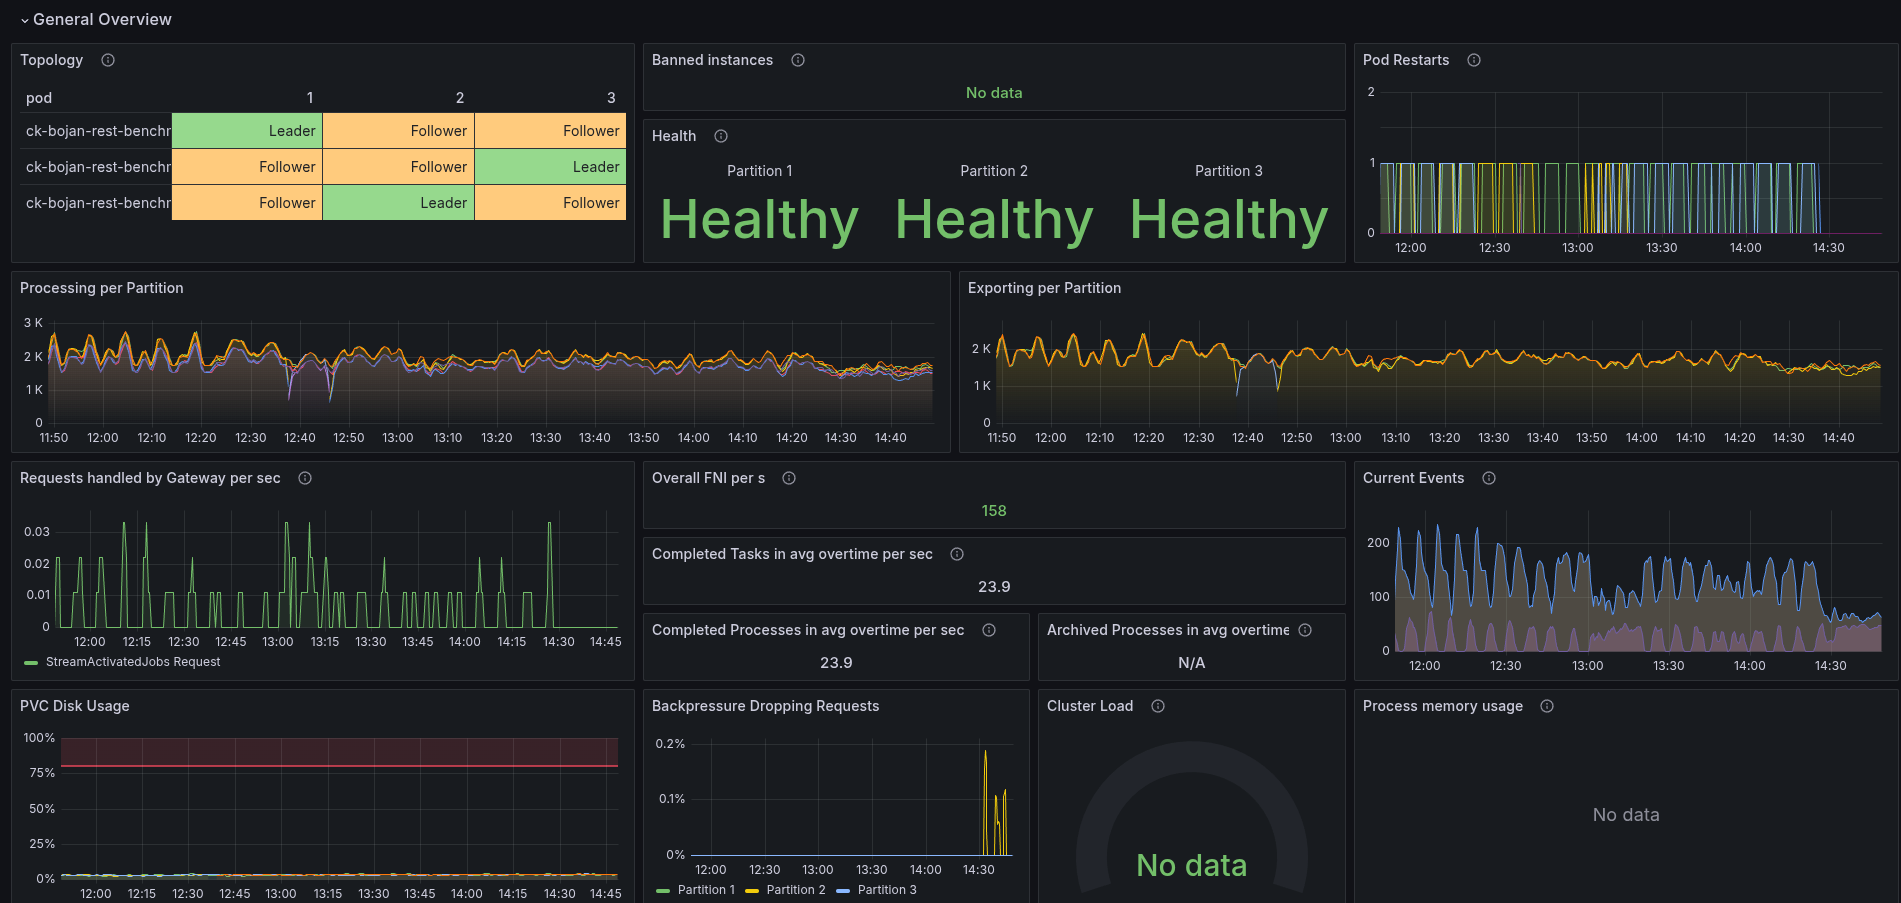 General Overview
Topology
pod 1 2 3
ck-bojan-rest-benchr Leader Follower Follower
ck-bojan-rest-benchr Follower Follower Leader
ck-bojan-rest-benchr Follower Leader Follower
Banned instances
No data
Health
Partition 1 Partition 2 Partition 3
Healthy Healthy Healthy
Pod Restarts
2
1
0
12:00 12:30 13:00 13:30 14:00 14:30
Processing per Partition
3 K
2 K
1 K
0
11:50 12:00 12:10 12:20 12:30 12:40 12:50 13:00 13:10 13:20 13:30 13:40 13:50 14:00 14:10 14:20 14:30 14:40
Exporting per Partition
2 K
1 K
0
11:50 12:00 12:10 12:20 12:30 12:40 12:50 13:00 13:10 13:20 13:30 13:40 13:50 14:00 14:10 14:20 14:30 14:40
Requests handled by Gateway per sec
0.03
0.02
0.01
0
12:00 12:15 12:30 12:45 13:00 13:15 13:30 13:45 14:00 14:15 14:30 14:45
StreamActivatedJobs Request
Overall FNI per s
158
Completed Tasks in avg overtime per sec
23.9
Completed Processes in avg overtime per sec
23.9
Archived Processes in avg overtime
N/A
Current Events
200
100
0
12:00 12:30 13:00 13:30 14:00 14:30
PVC Disk Usage
100%
75%
50%
25%
0%
12:00 12:15 12:30 12:45 13:00 13:15 13:30 13:45 14:00 14:15 14:30 14:45
Backpressure Dropping Requests
0.2%
0.1%
0%
12:00 12:30 13:00 13:30 14:00 14:30
Partition 1 Partition 2 Partition 3
Cluster Load
No data
Process memory usage
No data